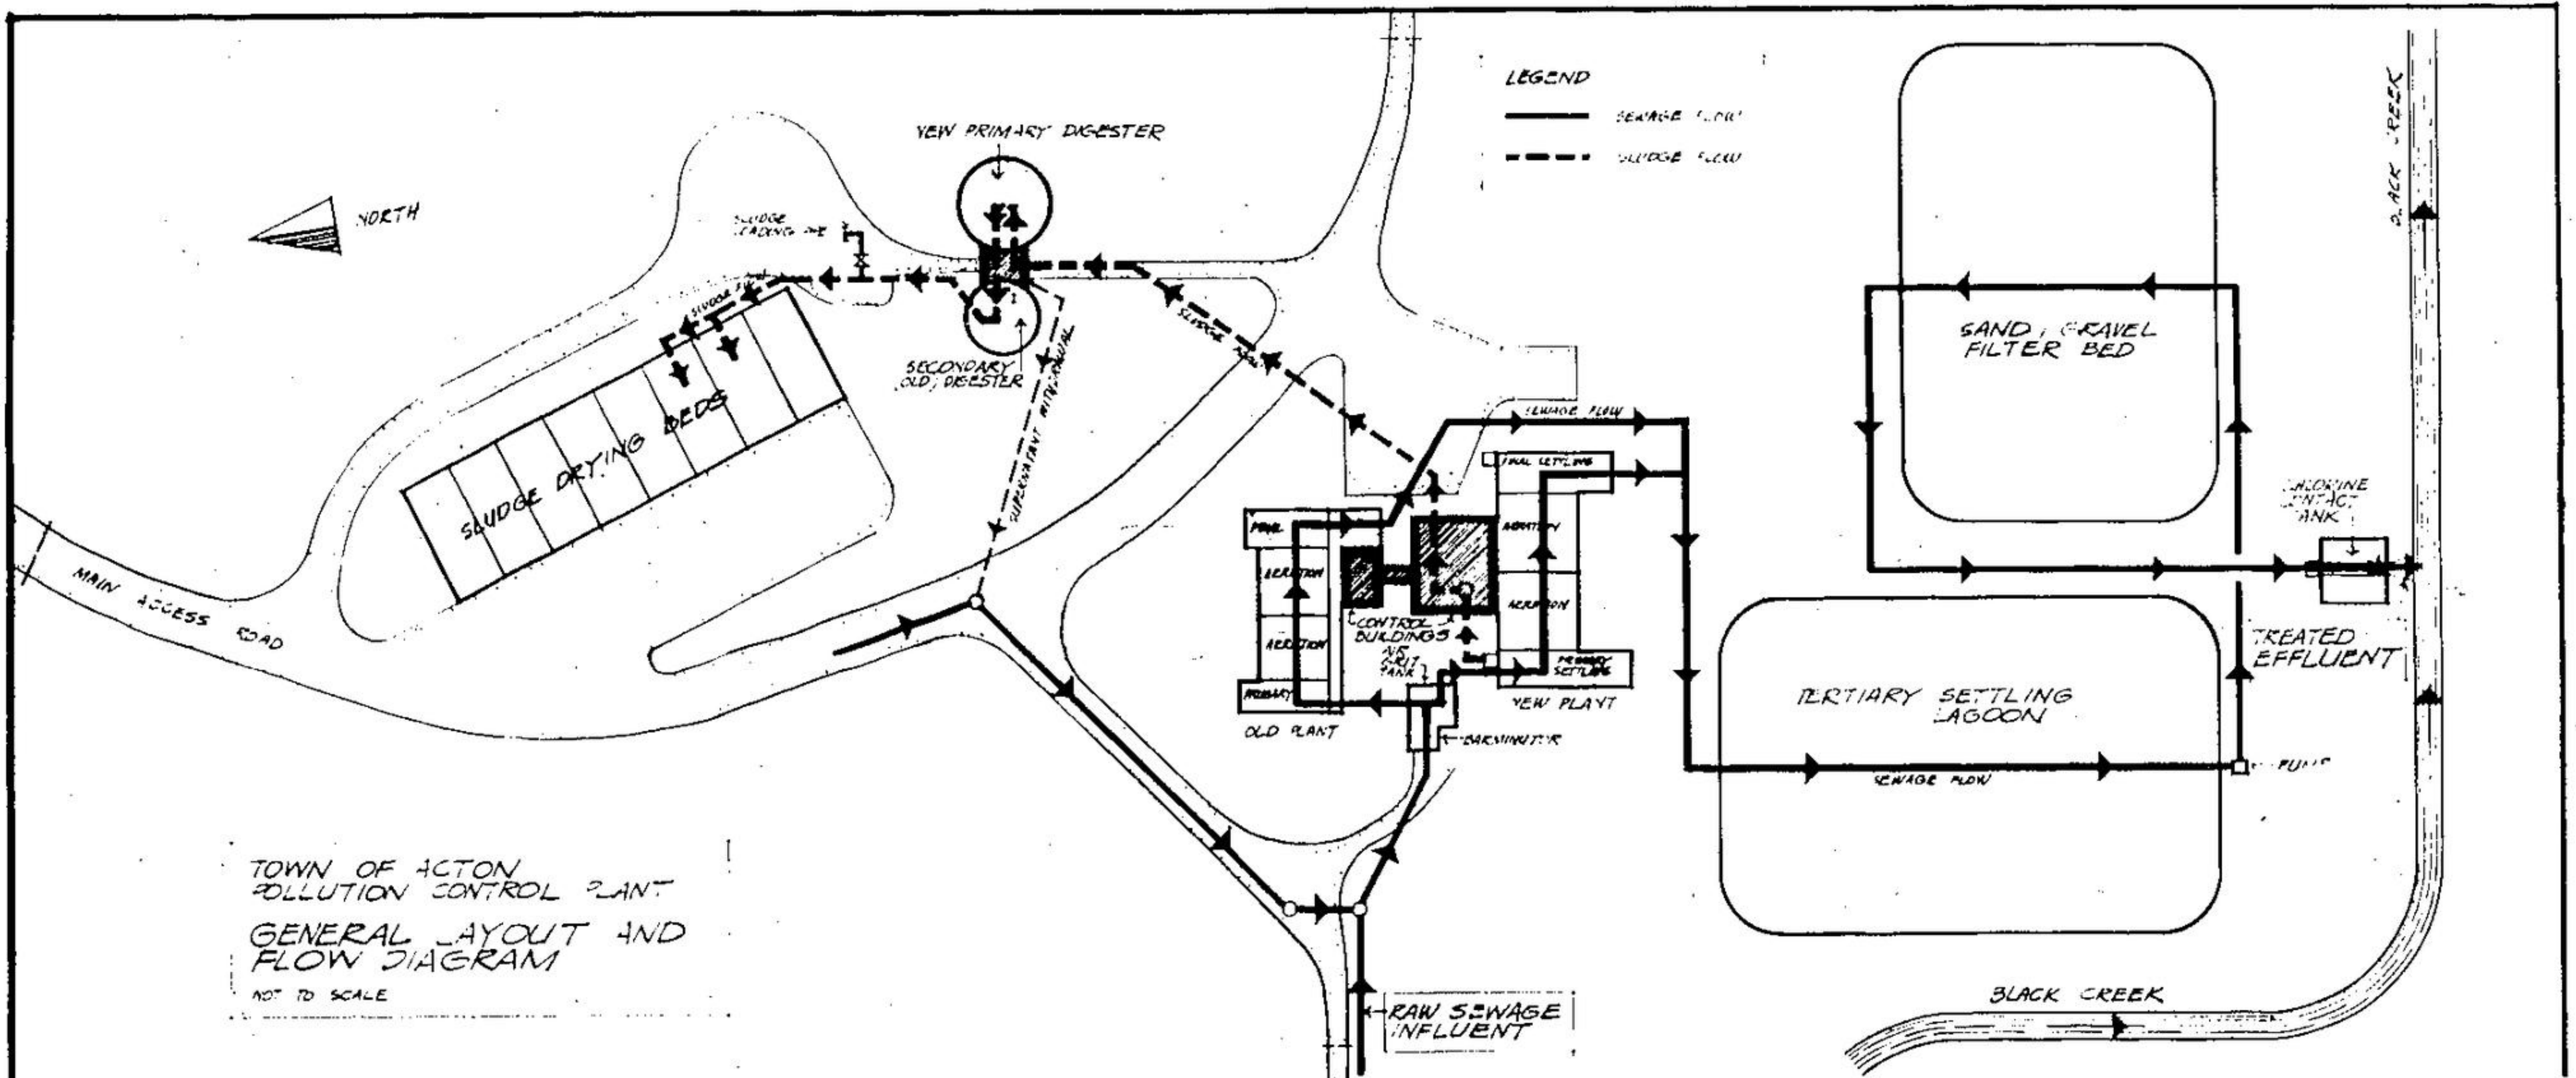 LEGEND
SEWAGE FLOW
SLUDGE FLOW
BLACK CREEK
NEW PRIMARY DIGESTER
NORTH
SLUDGE
LOADING
SAND, GRAVEL
FILTER BED
SECONDARY
(OLD) DIGESTER
SUPERNATANT WITHDRAWAL
SLUDGE
SLUDGE
SLUDGE DRYING BEDS
MAIN ACCESS ROAD
SEWAGE FLOW
FINAL SETTLING
AERATION
AERATION
PRIMARY
SETTLING
NEW PLANT
FINAL
AERATION
AERATION
PRIMARY
OLD PLANT
CONTROL
BUILDINGS
AIR
GRIT
TANK
BARMINUTOR
CHLORINE
CONTACT
TANK
TREATED
EFFLUENT
TERTIARY SETTLING
LAGOON
SEWAGE FLOW
PUMP
TOWN OF ACTON
POLLUTION CONTROL PLANT
GENERAL LAYOUT AND
FLOW DIAGRAM
NOT TO SCALE
RAW SEWAGE
INFLUENT
BLACK CREEK